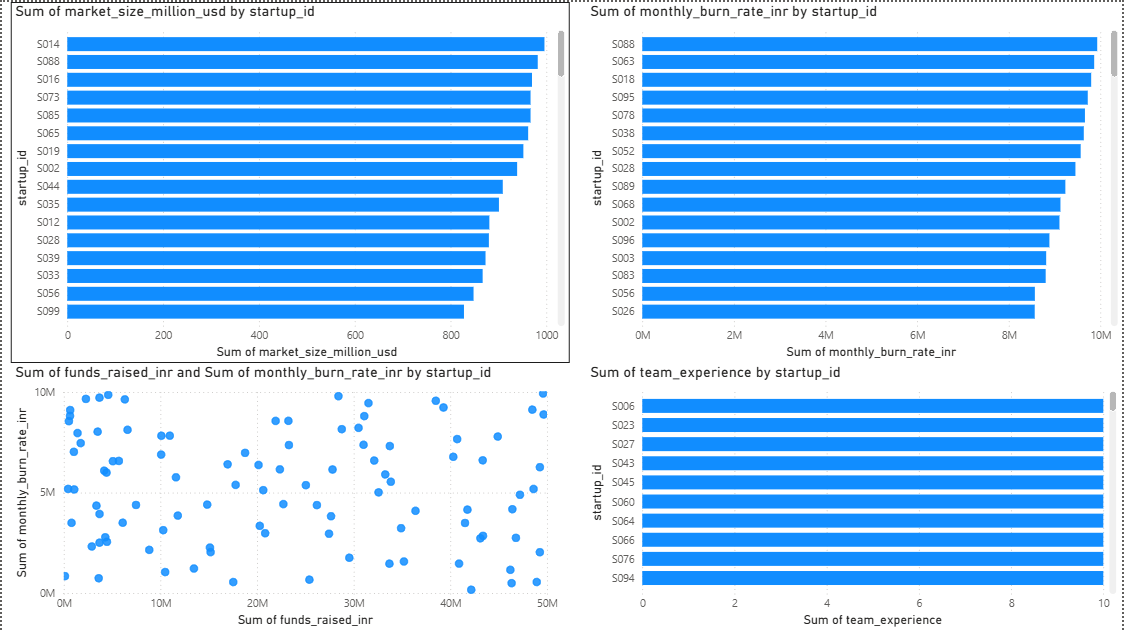 Sum of market_size_million_usd by startup_id
startup_id
S014
S088
S016
S073
S085
S065
S019
S002
S044
S035
S012
S028
S039
S033
S056
S099
0 200 400 600 800 1000
Sum of market_size_million_usd
Sum of monthly_burn_rate_inr by startup_id
startup_id
S088
S063
S018
S095
S078
S038
S052
S028
S089
S068
S002
S096
S003
S083
S056
S026
0M 2M 4M 6M 8M 10M
Sum of monthly_burn_rate_inr
Sum of funds_raised_inr and Sum of monthly_burn_rate_inr by startup_id
Sum of monthly_burn_rate_inr
10M
5M
0M
0M 10M 20M 30M 40M 50M
Sum of funds_raised_inr
Sum of team_experience by startup_id
startup_id
S006
S023
S027
S043
S045
S060
S064
S066
S076
S094
0 2 4 6 8 10
Sum of team_experience